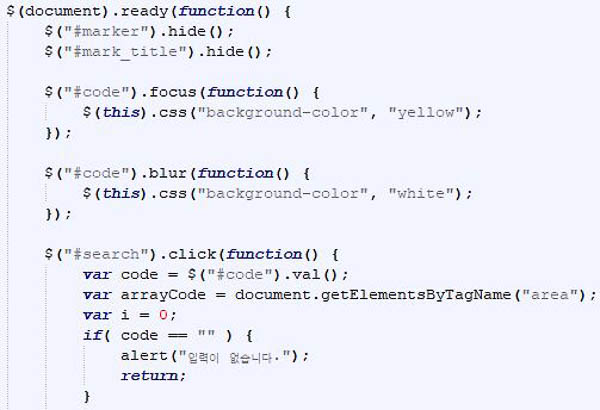 $(document).ready(function() {
$("#marker").hide();
$("#mark_title").hide();
$("#code").focus(function() {
$(this).css("background-color", "yellow");
});
$("#code").blur(function() {
$(this).css("background-color", "white");
});
$("#search").click(function() {
var code = $("#code").val();
var arrayCode = document.getElementsByTagName("area");
var i = 0;
if( code == "" ) {
alert("입력이 없습니다.");
return;
}